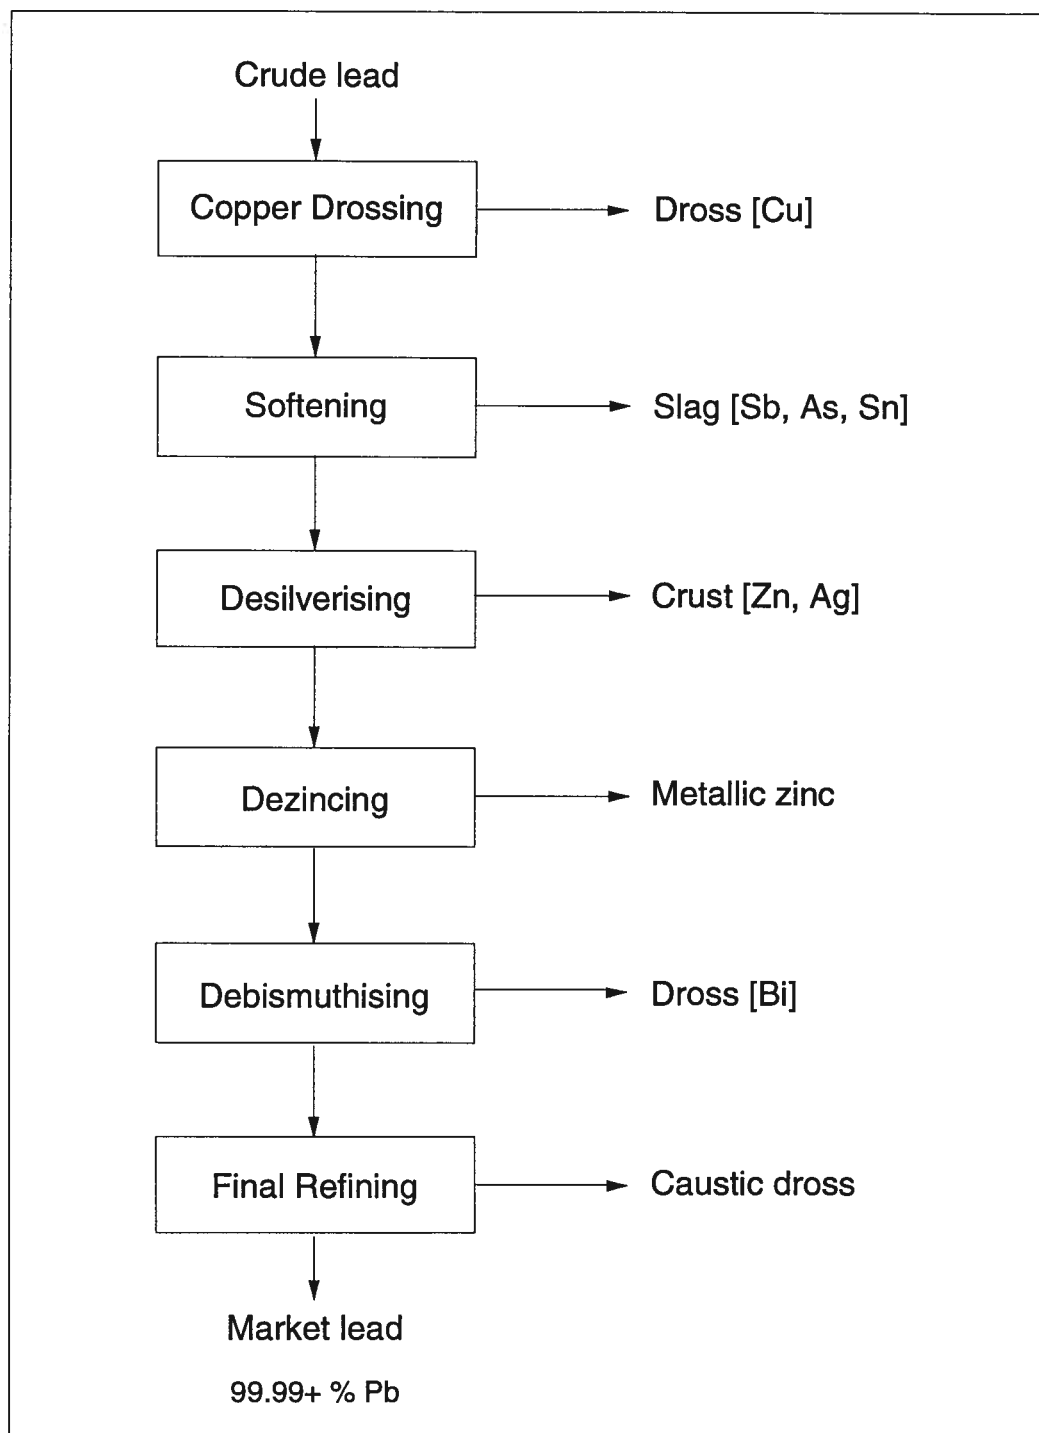 Crude lead
Copper Drossing
Dross [Cu]
Softening
Slag [Sb, As, Sn]
Desilverising
Crust [Zn, Ag]
Dezincing
Metallic zinc
Debismuthising
Dross [Bi]
Final Refining
Caustic dross
Market lead
99.99+ % Pb